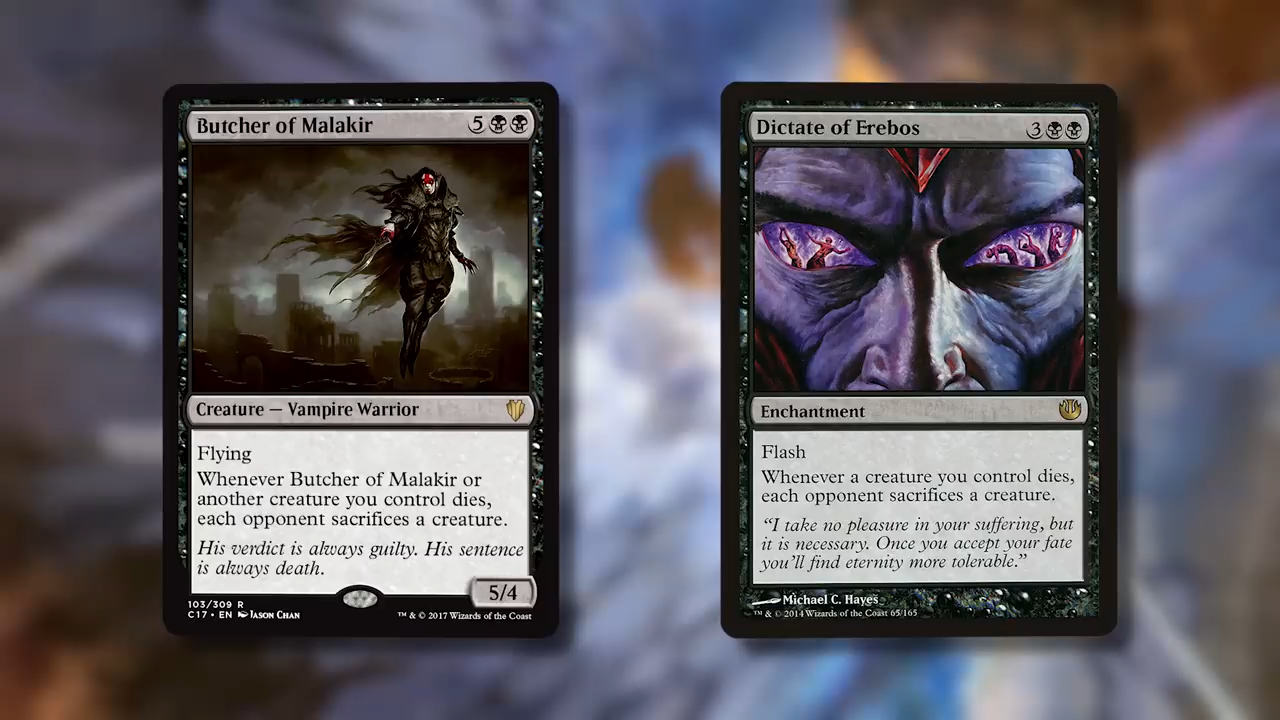 Butcher of Malakir 5
Creature — Vampire Warrior
Flying
Whenever Butcher of Malakir or
another creature you control dies,
each opponent sacrifices a creature.
His verdict is always guilty. His sentence
is always death.
5/4
103/309 R
C17 • EN Jason Chan
™ & © 2017 Wizards of the Coast
Dictate of Erebos 3
Enchantment
Flash
Whenever a creature you control dies,
each opponent sacrifices a creature.
“I take no pleasure in your suffering, but
it is necessary. Once you accept your fate
you’ll find eternity more tolerable.”
Michael C. Hayes
™ & © 2014 Wizards of the Coast 65/165